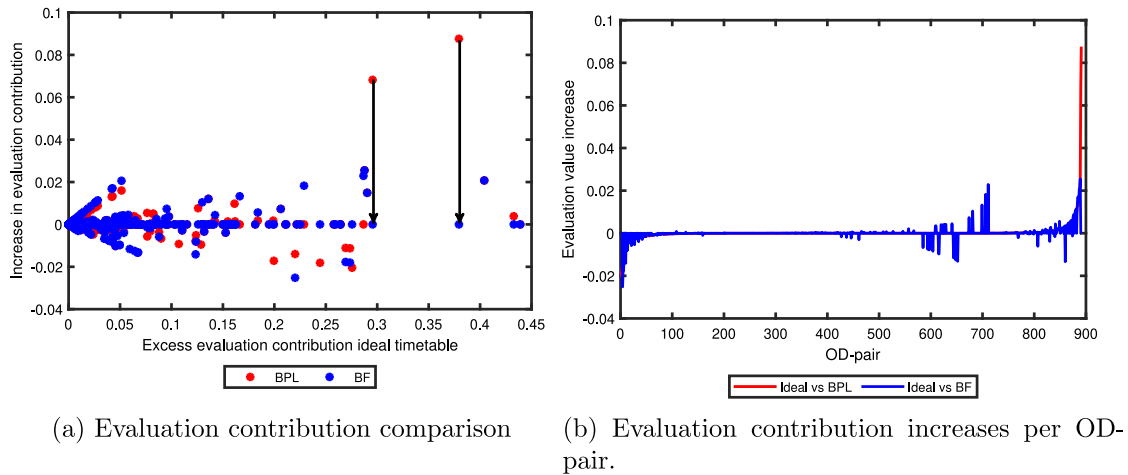 0.1
0.08
0.06
0.04
0.02
0
-0.02
-0.04
Increase in evaluation contribution
0 0.05 0.1 0.15 0.2 0.25 0.3 0.35 0.4 0.45
Excess evaluation contribution ideal timetable
BPL BF
(a) Evaluation contribution comparison
0.1
0.08
0.06
0.04
0.02
0
-0.02
-0.04
Evaluation value increase
0 100 200 300 400 500 600 700 800 900
OD-pair
Ideal vs BPL Ideal vs BF
(b) Evaluation contribution increases per OD-
pair.